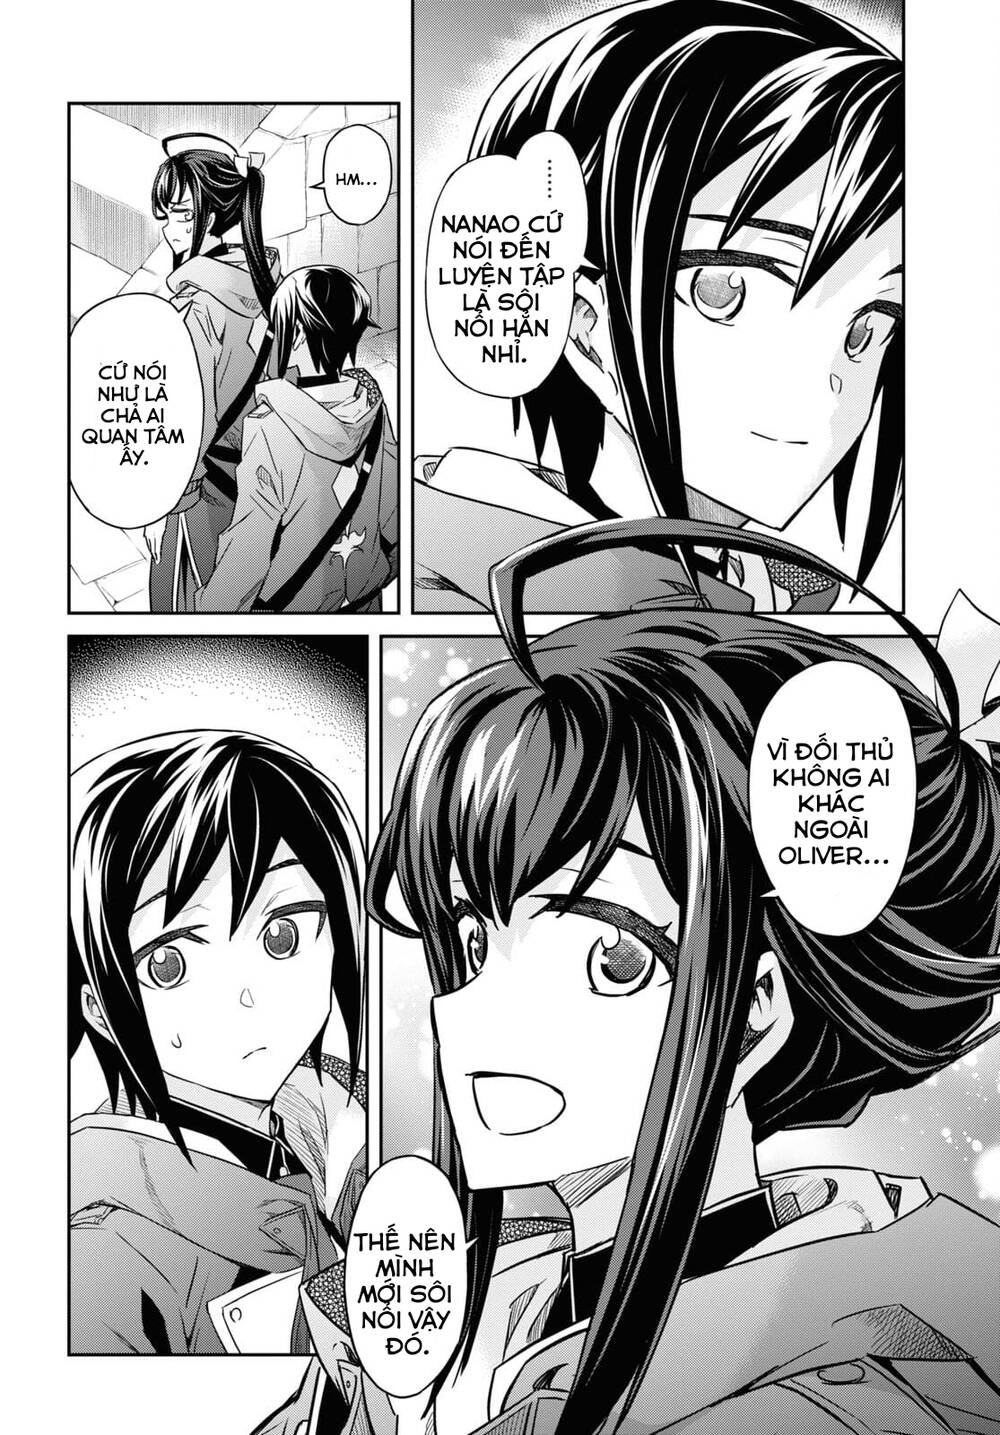 ………
NANAO CỨ
NÓI ĐẾN
LUYỆN TẬP
LÀ SÔI
NỔI HẲN
NHỈ.
HM...
CỨ NÓI
NHƯ LÀ
CHẢ AI
QUAN TÂM
ẤY.
VÌ ĐỐI THỦ
KHÔNG AI
KHÁC
NGOÀI
OLIVER...
THẾ NÊN
MÌNH
MỚI SÔI
NỔI VẬY
ĐÓ.